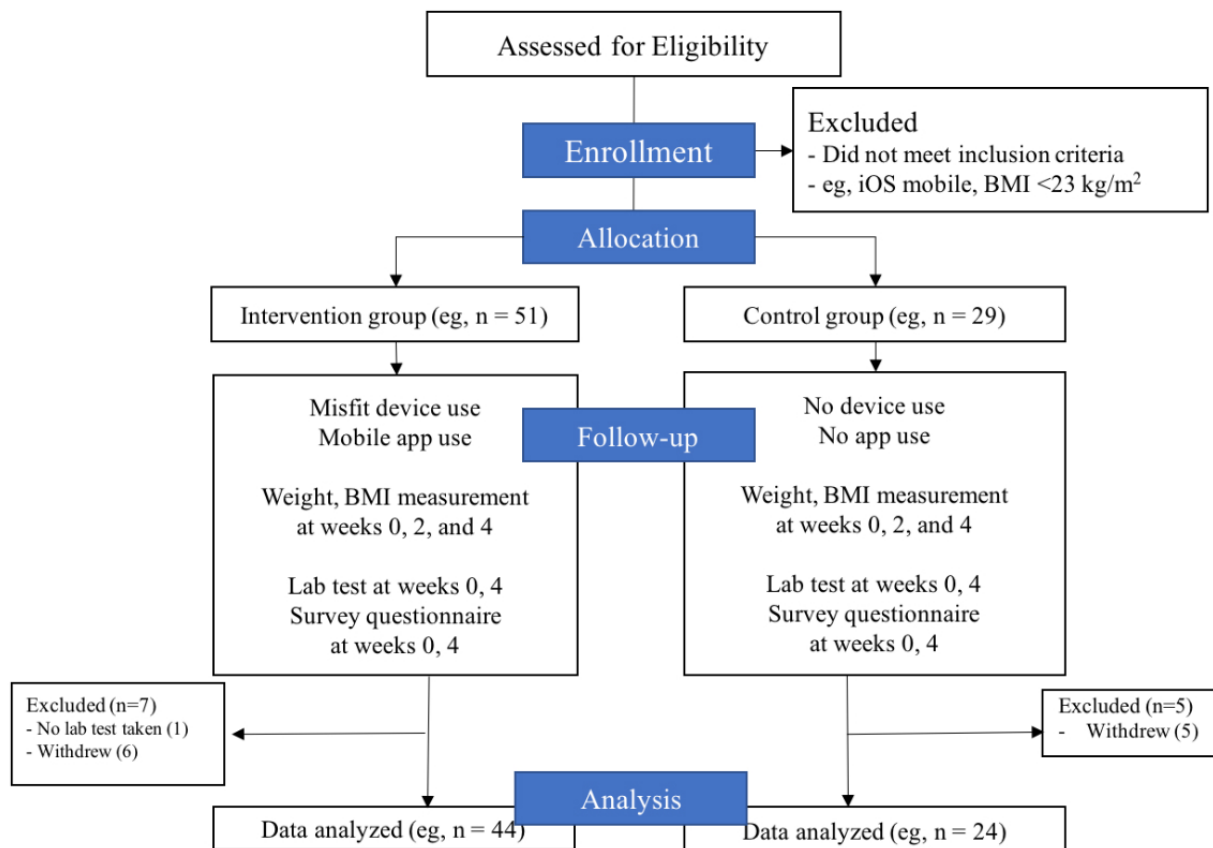 Assessed for Eligibility
Enrollment
Excluded
- Did not meet inclusion criteria
- eg, iOS mobile, BMI <23 kg/m²
Allocation
Intervention group (eg, n = 51)
Control group (eg, n = 29)
Misfit device use
Mobile app use
Weight, BMI measurement
at weeks 0, 2, and 4
Lab test at weeks 0, 4
Survey questionnaire
at weeks 0, 4
Follow-up
No device use
No app use
Weight, BMI measurement
at weeks 0, 2, and 4
Lab test at weeks 0, 4
Survey questionnaire
at weeks 0, 4
Excluded (n=7)
- No lab test taken (1)
- Withdrew (6)
Excluded (n=5)
- Withdrew (5)
Analysis
Data analyzed (eg, n = 44)
Data analyzed (eg, n = 24)